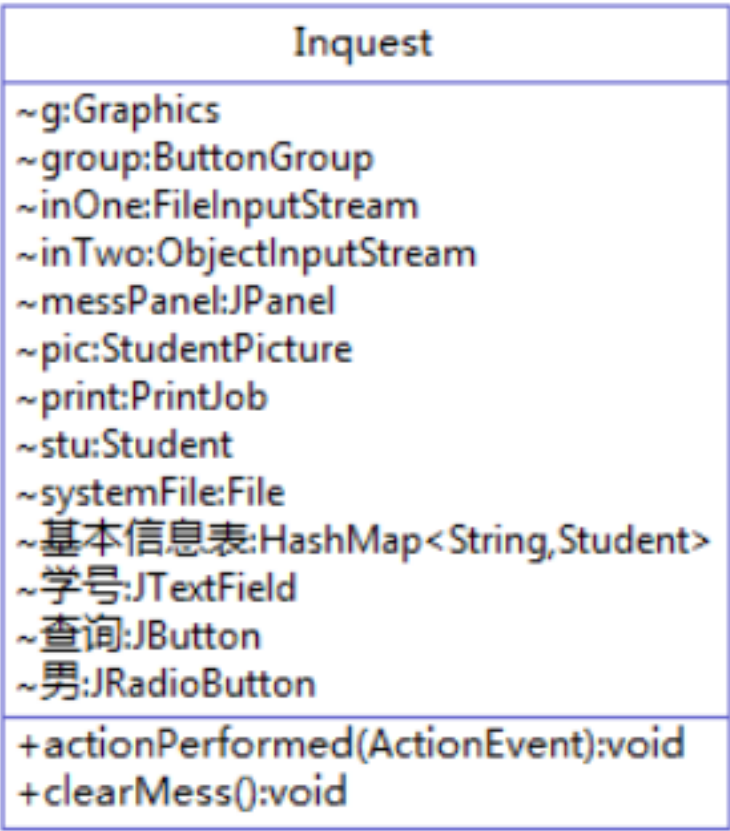 Inquest
~g:Graphics
~group:ButtonGroup
~inOne:FileInputStream
~inTwo:ObjectInputStream
~messPanel:JPanel
~pic:StudentPicture
~print:PrintJob
~stu:Student
~systemFile:File
~基本信息表:HashMap<String,Student>
~学号:JTextField
~查询:JButton
~男:JRadioButton
+actionPerformed(ActionEvent):void
+clearMess():void